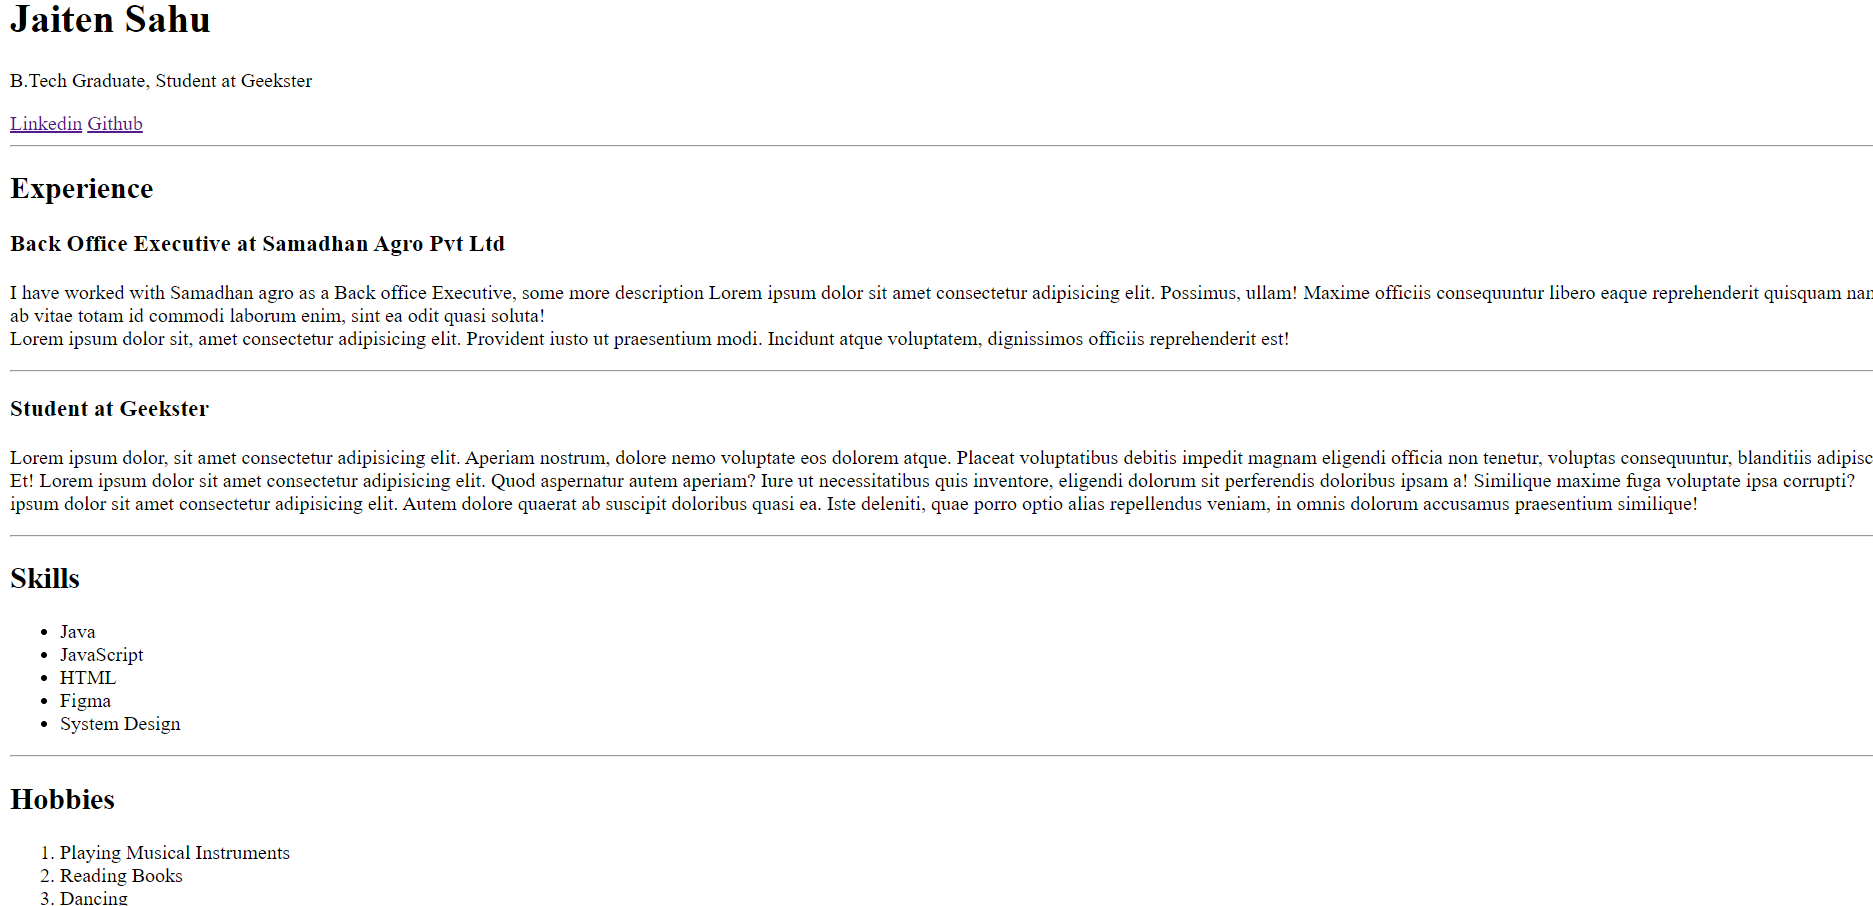 Jaiten Sahu
B.Tech Graduate, Student at Geekster
Linkedin Github
Experience
Back Office Executive at Samadhan Agro Pvt Ltd
I have worked with Samadhan agro as a Back office Executive, some more description Lorem ipsum dolor sit amet consectetur adipisicing elit. Possimus, ullam! Maxime officiis consequuntur libero eaque reprehenderit quisquam
ab vitae totam id commodi laborum enim, sint ea odit quasi soluta!
Lorem ipsum dolor sit, amet consectetur adipisicing elit. Provident iusto ut praesentium modi. Incidunt atque voluptatem, dignissimos officiis reprehenderit est!
Student at Geekster
Lorem ipsum dolor, sit amet consectetur adipisicing elit. Aperiam nostrum, dolore nemo voluptate eos dolorem atque. Placeat voluptatibus debitis impedit magnam eligendi officia non tenetur, voluptas consequuntur, blanditiis adipisc
Et! Lorem ipsum dolor sit amet consectetur adipisicing elit. Quod aspernatur autem aperiam? Iure ut necessitatibus quis inventore, eligendi dolorum sit perferendis doloribus ipsam a! Similique maxime fuga voluptate ipsa corrupti?
ipsum dolor sit amet consectetur adipisicing elit. Autem dolore quaerat ab suscipit doloribus quasi ea. Iste deleniti, quae porro optio alias repellendus veniam, in omnis dolorum accusamus praesentium similique!
Skills
• Java
• JavaScript
• HTML
• Figma
• System Design
Hobbies
1. Playing Musical Instruments
2. Reading Books
3. Dancing